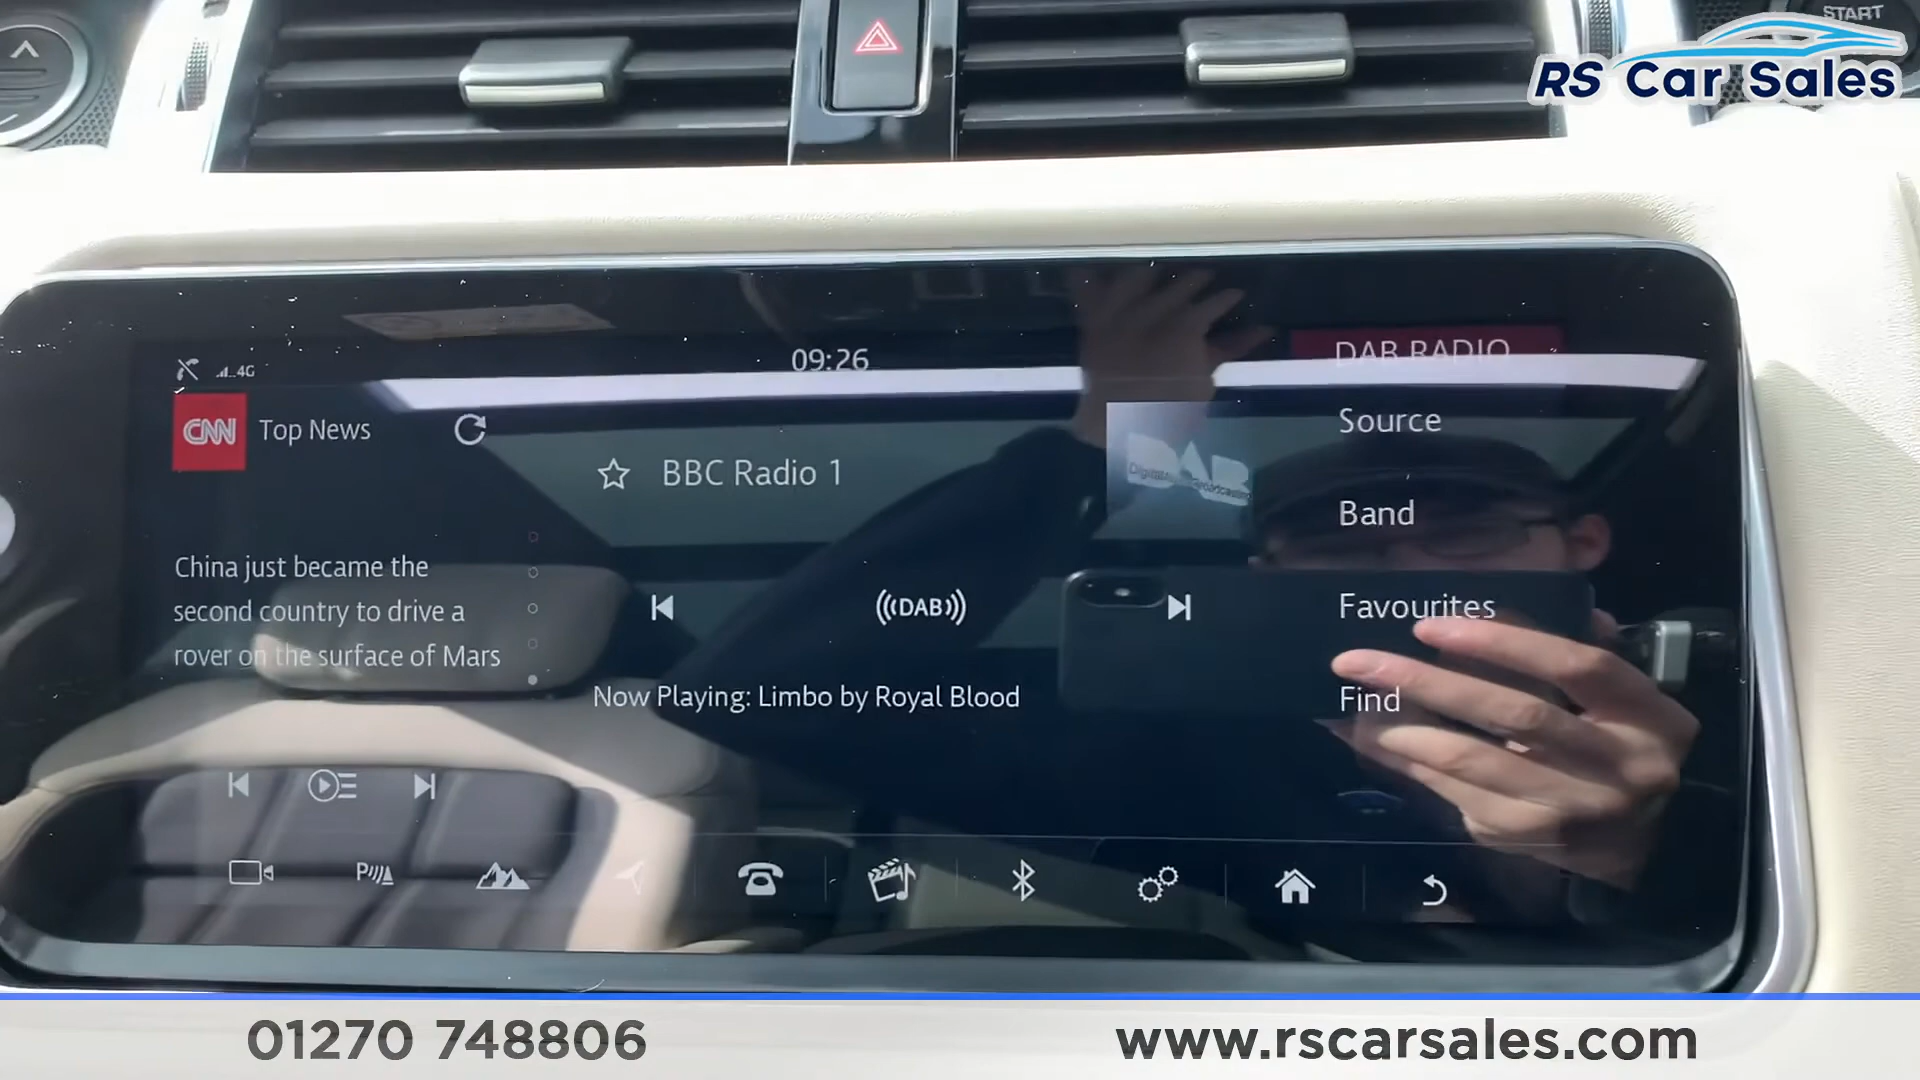 START
RS Car Sales
4G
09:26
DAB RADIO
CNN Top News
Source
BBC Radio 1
DAB
Band
China just became the
second country to drive a
rover on the surface of Mars
DAB
Favourites
Now Playing: Limbo by Royal Blood
Find
01270 748806
www.rscarsales.com